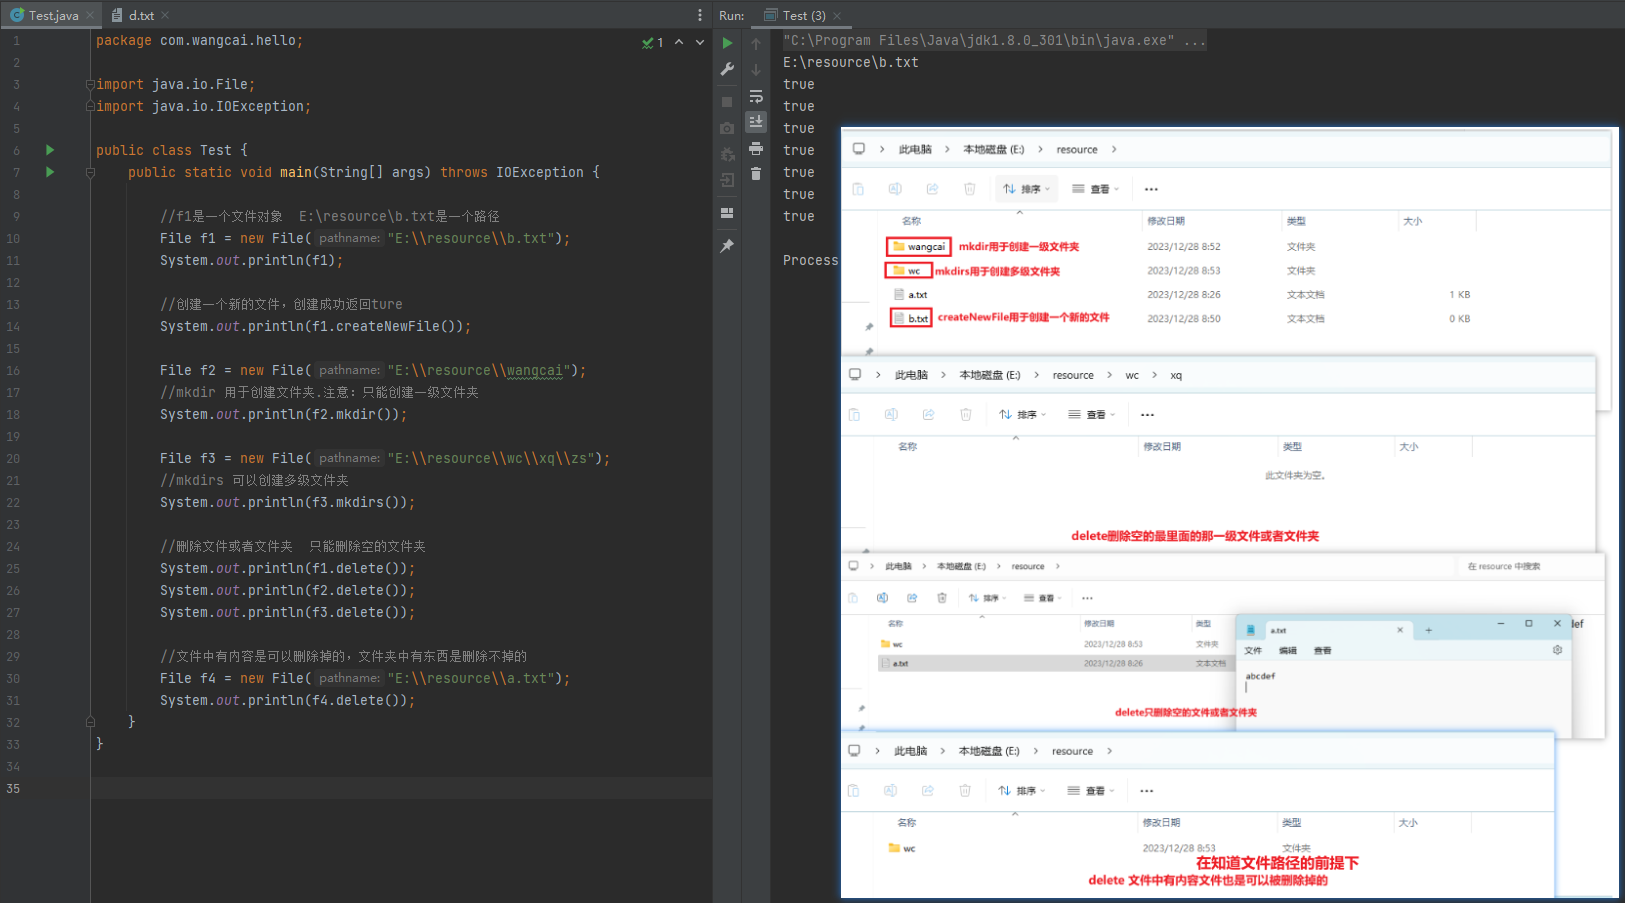 Test.java
d.txt
Run:
Test (3)
1 package com.wangcai.hello;
1
2
3 import java.io.File;
4 import java.io.IOException;
5
6 public class Test {
7 public static void main(String[] args) throws IOException {
8
9 //f1是一个文件对象  E:\resource\b.txt是一个路径
10 File f1 = new File( pathname: "E:\\resource\\b.txt");
11 System.out.println(f1);
12
13 //创建一个新的文件，创建成功返回ture
14 System.out.println(f1.createNewFile());
15
16 File f2 = new File( pathname: "E:\\resource\\wangcai");
17 //mkdir 用于创建文件夹.注意：只能创建一级文件夹
18 System.out.println(f2.mkdir());
19
20 File f3 = new File( pathname: "E:\\resource\\wc\\xq\\zs");
21 //mkdirs 可以创建多级文件夹
22 System.out.println(f3.mkdirs());
23
24 //删除文件或者文件夹  只能删除空的文件夹
25 System.out.println(f1.delete());
26 System.out.println(f2.delete());
27 System.out.println(f3.delete());
28
29 //文件中有内容是可以删除掉的，文件夹中有东西是删除不掉的
30 File f4 = new File( pathname: "E:\\resource\\a.txt");
31 System.out.println(f4.delete());
32 }
33 }
34
35
"C:\Program Files\Java\jdk1.8.0_301\bin\java.exe" ...
E:\resource\b.txt
true
true
true
true
true
true
true
Process
此电脑 > 本地磁盘 (E:) > resource >
排序 查看 ···
名称 修改日期 类型 大小
wangcai mkdir用于创建一级文件夹 2023/12/28 8:52 文件夹
wc mkdirs用于创建多级文件夹 2023/12/28 8:53 文件夹
a.txt 2023/12/28 8:26 文本文档 1 KB
b.txt createNewFile用于创建一个新的文件 2023/12/28 8:50 文本文档 0 KB
此电脑 > 本地磁盘 (E:) > resource > wc > xq
排序 查看 ···
名称 修改日期 类型 大小
此文件夹为空。
delete删除空的最里面的那一级文件或者文件夹
此电脑 > 本地磁盘 (E:) > resource > 在 resource 中搜索
排序 查看 ···
名称 修改日期 类型
wc 2023/12/28 8:53 文件夹
a.txt 2023/12/28 8:26 文本文档
a.txt
def
文件 编辑 查看
abcdef
delete只删除空的文件或者文件夹
此电脑 > 本地磁盘 (E:) > resource >
排序 查看 ···
名称 修改日期 类型 大小
wc 2023/12/28 8:53 文件夹
在知道文件路径的前提下
delete 文件中有内容文件也是可以被删除掉的